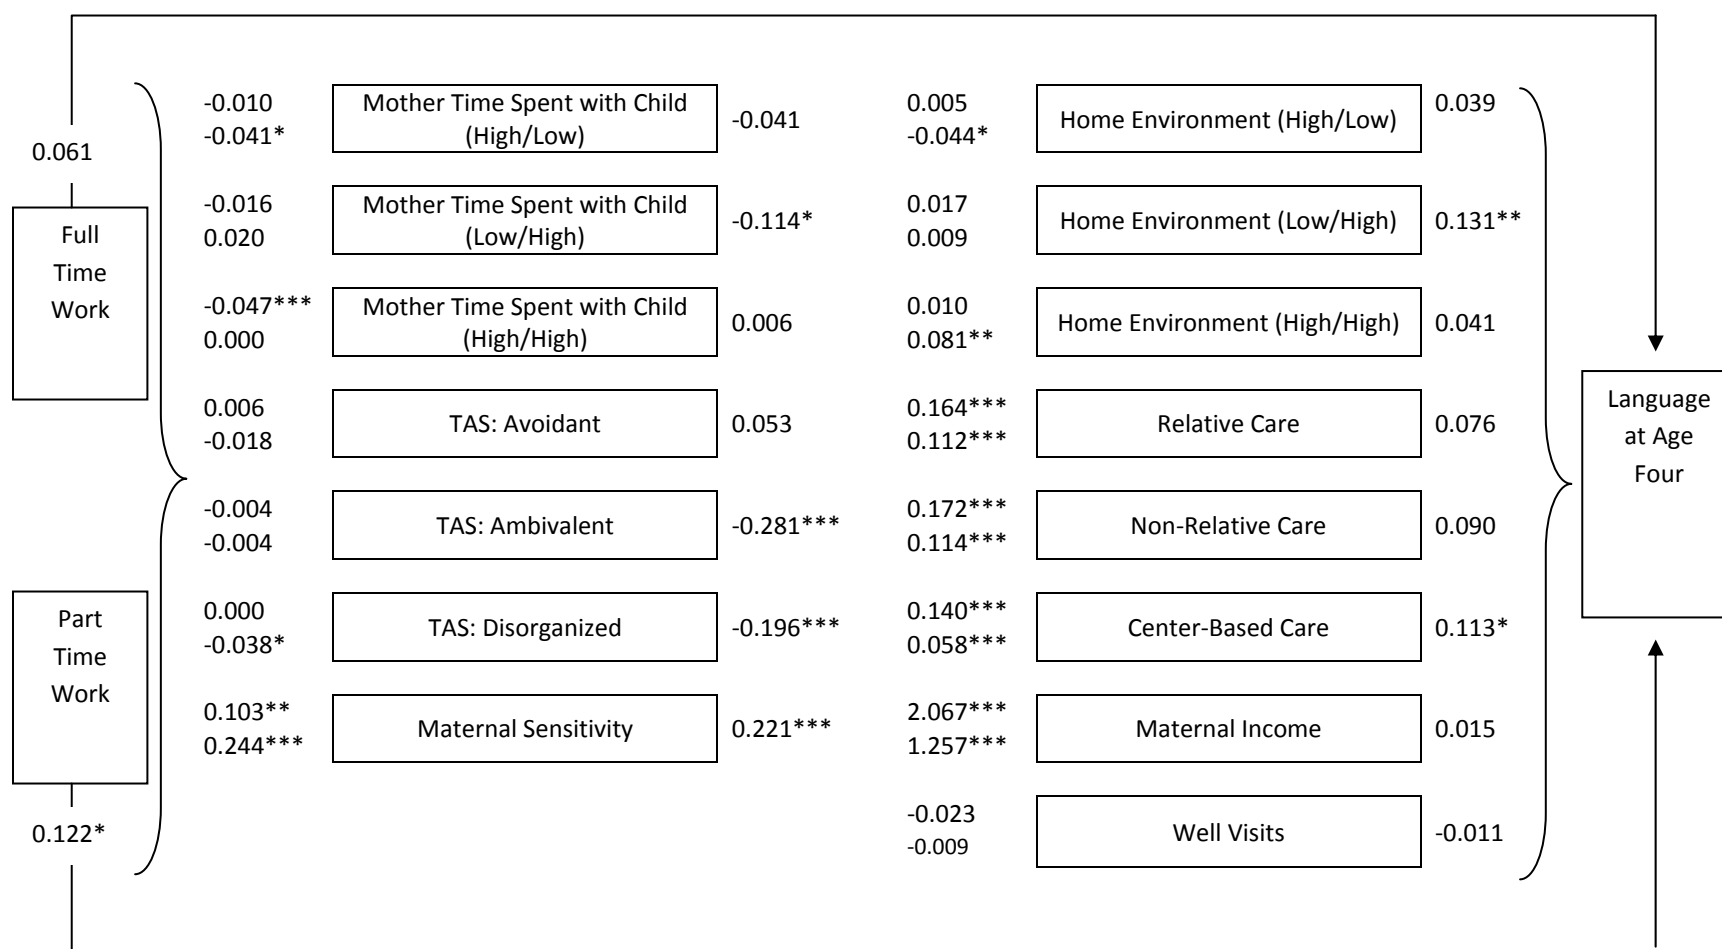 0.061
Full
Time
Work
Part
Time
Work
0.122*
-0.010
-0.041*
Mother Time Spent with Child
(High/Low)
-0.041
-0.016
0.020
Mother Time Spent with Child
(Low/High)
-0.114*
-0.047***
0.000
Mother Time Spent with Child
(High/High)
0.006
0.006
-0.018
TAS: Avoidant
0.053
-0.004
-0.004
TAS: Ambivalent
-0.281***
0.000
-0.038*
TAS: Disorganized
-0.196***
0.103**
0.244***
Maternal Sensitivity
0.221***
0.005
-0.044*
Home Environment (High/Low)
0.039
0.017
0.009
Home Environment (Low/High)
0.131**
0.010
0.081**
Home Environment (High/High)
0.041
0.164***
0.112***
Relative Care
0.076
0.172***
0.114***
Non-Relative Care
0.090
0.140***
0.058***
Center-Based Care
0.113*
2.067***
1.257***
Maternal Income
0.015
-0.023
-0.009
Well Visits
-0.011
Language
at Age
Four